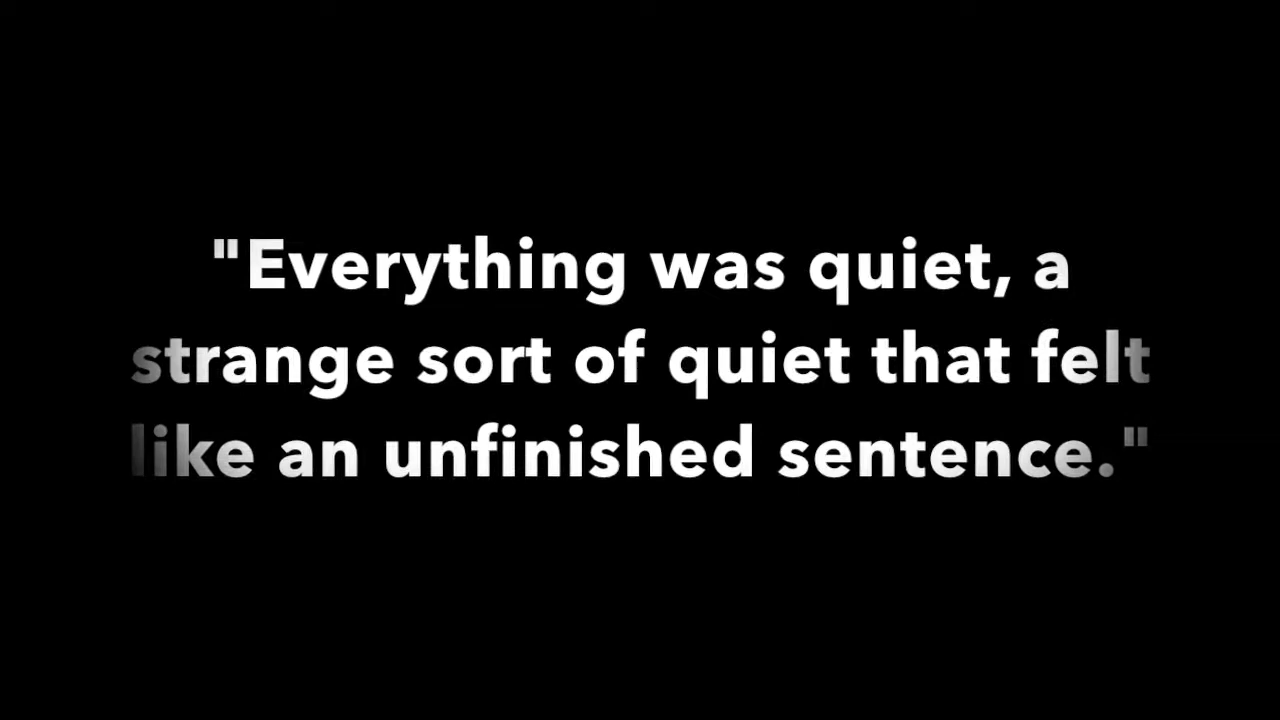 "Everything was quiet, a
strange sort of quiet that felt
like an unfinished sentence."